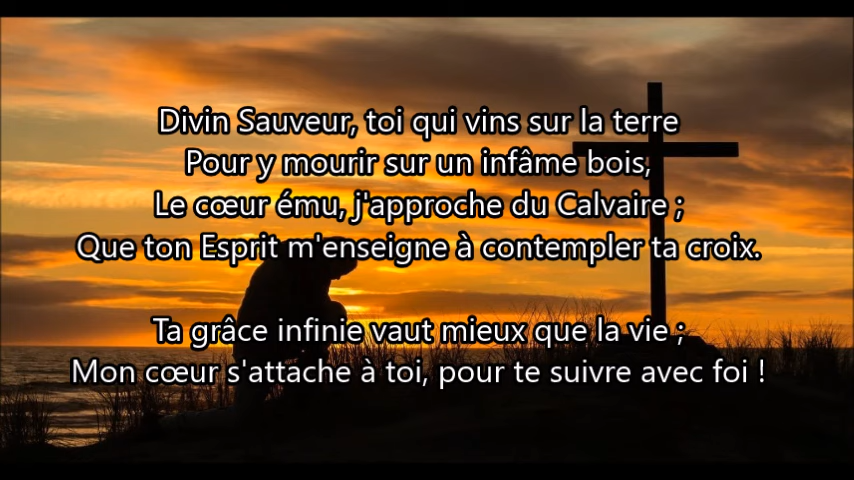 Divin Sauveur, toi qui vins sur la terre
Pour y mourir sur un infâme bois,
Le cœur ému, j'approche du Calvaire ;
Que ton Esprit m'enseigne à contempler ta croix.
Ta grâce infinie vaut mieux que la vie ;
Mon cœur s'attache à toi, pour te suivre avec foi !